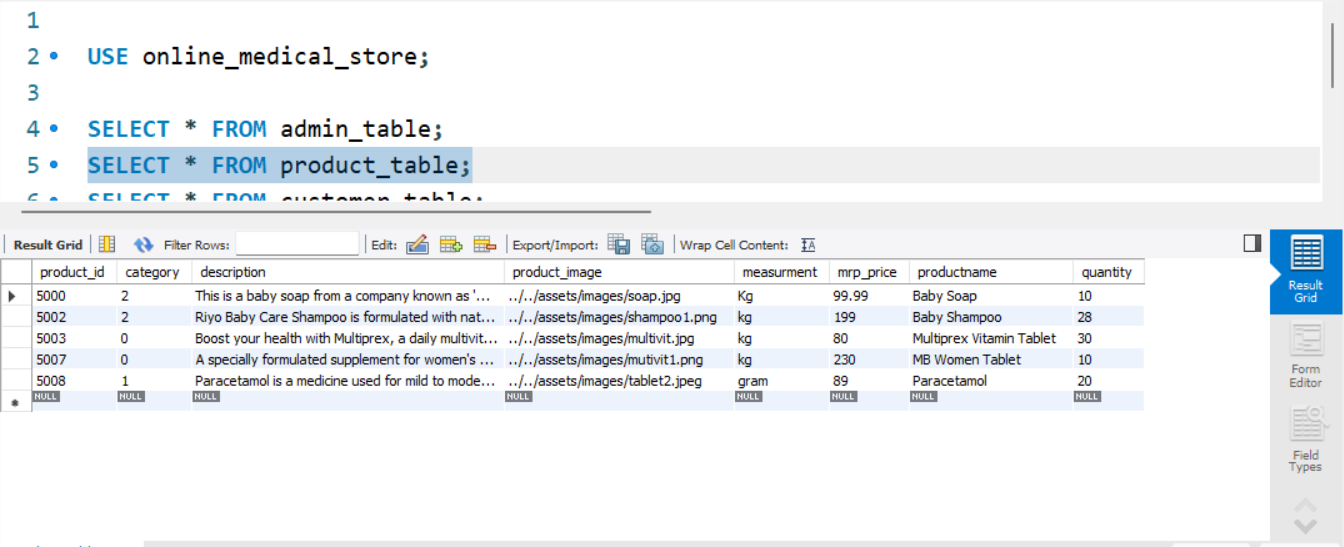 1
2 USE online_medical_store;
3
4 SELECT * FROM admin_table;
5 SELECT * FROM product_table;
6 SELECT * FROM customer_table;
Result Grid Filter Rows: Edit: Export/Import: Wrap Cell Content:
product_id category description product_image measurment mrp_price productname quantity
5000 2 This is a baby soap from a company known as '... ../../assets/images/soap.jpg Kg 99.99 Baby Soap 10
5002 2 Riyo Baby Care Shampoo is formulated with nat... ../../assets/images/shampoo1.png kg 199 Baby Shampoo 28
5003 0 Boost your health with Multiprex, a daily multivit... ../../assets/images/multivit.jpg kg 80 Multiprex Vitamin Tablet 30
5007 0 A specially formulated supplement for women's ... ../../assets/images/mutivit1.png kg 230 MB Women Tablet 10
5008 1 Paracetamol is a medicine used for mild to mode... ../../assets/images/tablet2.jpeg gram 89 Paracetamol 20
NULL NULL NULL NULL NULL NULL NULL NULL
Result
Grid
Form
Editor
Field
Types